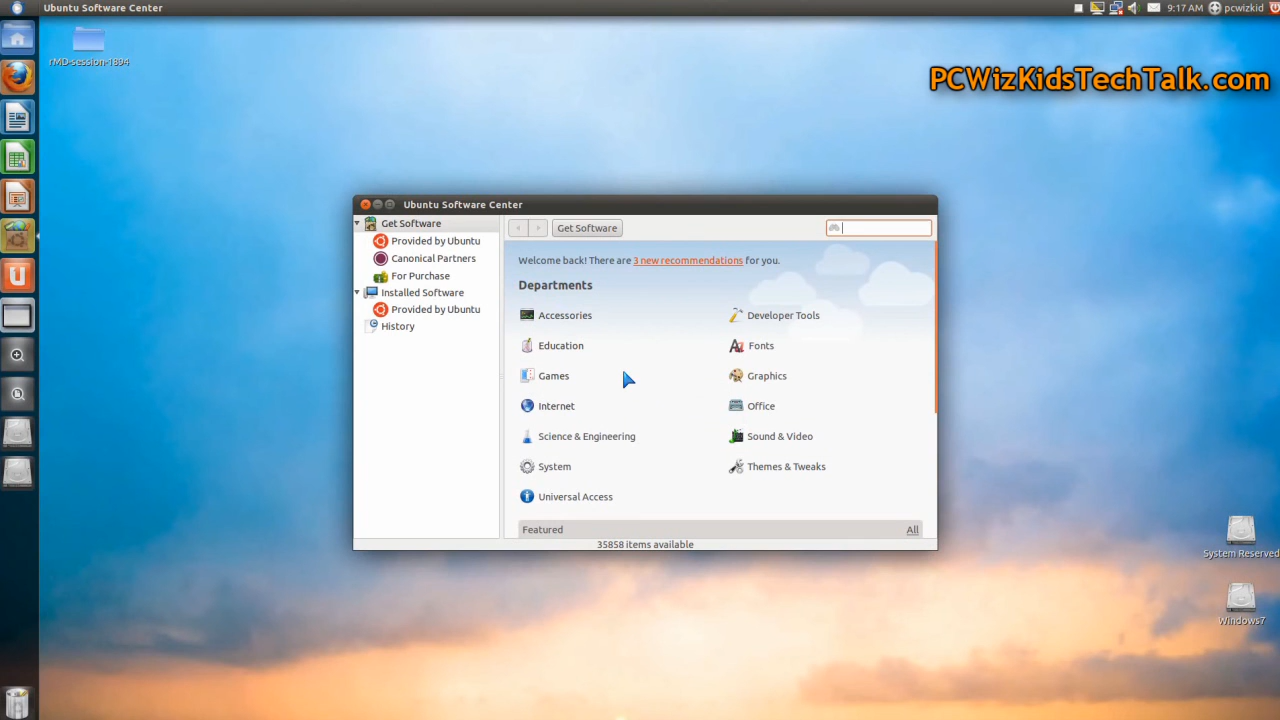 Ubuntu Software Center
9:17 AM pcwizkid
rMD-session-1894
PCWizKidsTechTalk.com
Ubuntu Software Center
Get Software
Provided by Ubuntu
Canonical Partners
For Purchase
Installed Software
Provided by Ubuntu
History
Get Software
Welcome back! There are 3 new recommendations for you.
Departments
Accessories
Developer Tools
Education
Fonts
Games
Graphics
Internet
Office
Science & Engineering
Sound & Video
System
Themes & Tweaks
Universal Access
Featured All
35858 items available
System Reserved
Windows7